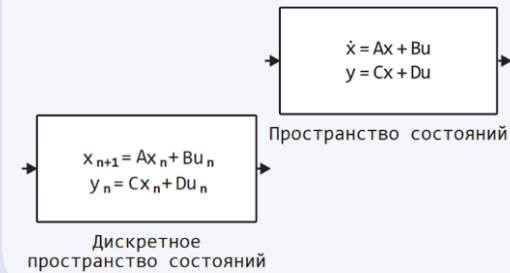 ẋ = Ax + Bu
y = Cx + Du
Пространство состояний
x n+1 = Ax n + Bu n
y n = Cx n + Du n
Дискретное
пространство состояний